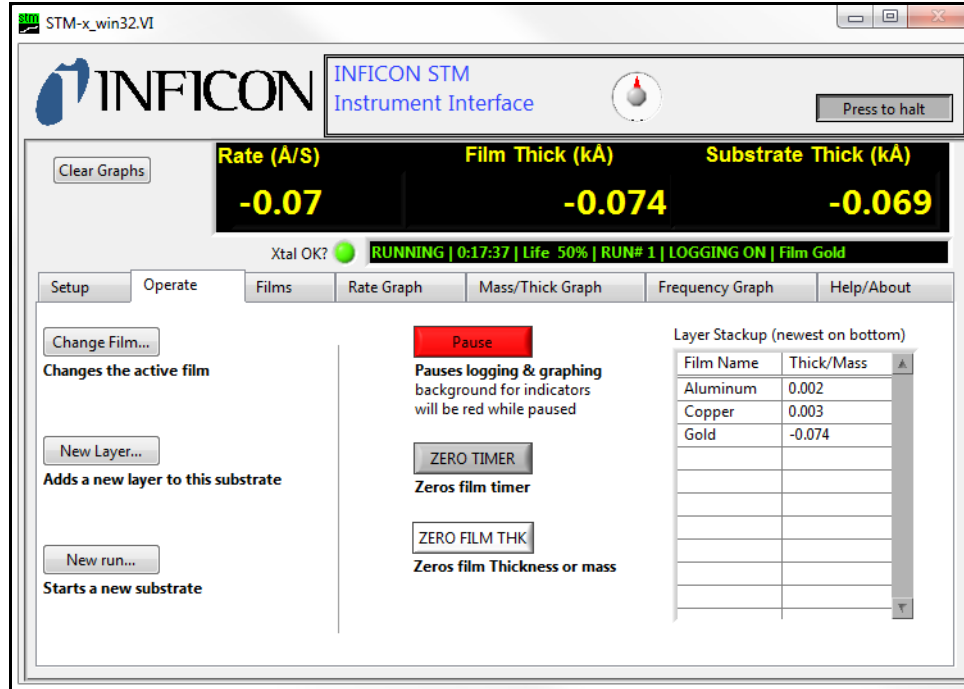 stm
STM-x_win32.VI
INFICON
INFICON STM
Instrument Interface
Press to halt
Clear Graphs
Rate (Å/S)
Film Thick (kÅ)
Substrate Thick (kÅ)
-0.07
-0.074
-0.069
Xtal OK?
RUNNING | 0:17:37 | Life 50% | RUN# 1 | LOGGING ON | Film Gold
Setup
Operate
Films
Rate Graph
Mass/Thick Graph
Frequency Graph
Help/About
Change Film...
Changes the active film
New Layer...
Adds a new layer to this substrate
New run...
Starts a new substrate
Pause
Pauses logging & graphing
background for indicators
will be red while paused
ZERO TIMER
Zeros film timer
ZERO FILM THK
Zeros film Thickness or mass
Layer Stackup (newest on bottom)
Film Name Thick/Mass
Aluminum 0.002
Copper 0.003
Gold -0.074